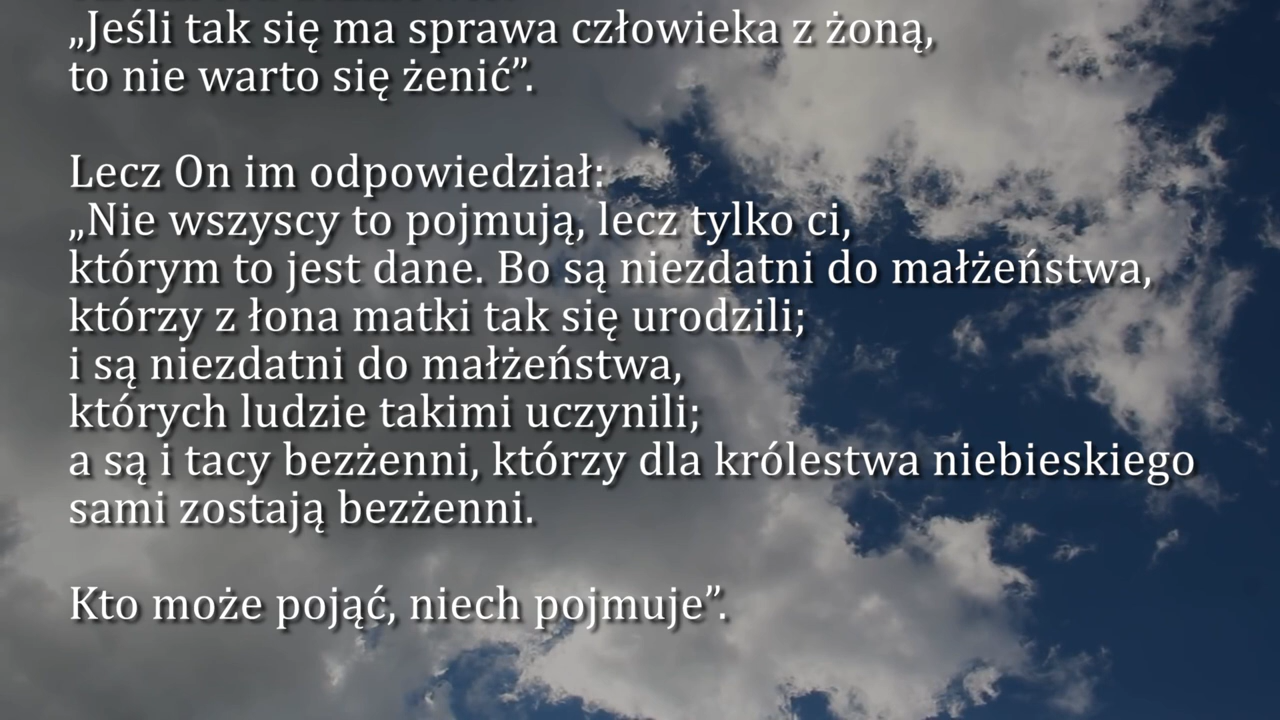 „Jeśli tak się ma sprawa człowieka z żoną,
to nie warto się żenić”.
Lecz On im odpowiedział:
„Nie wszyscy to pojmują, lecz tylko ci,
którym to jest dane. Bo są niezdatni do małżeństwa,
którzy z łona matki tak się urodzili;
i są niezdatni do małżeństwa,
których ludzie takimi uczynili;
a są i tacy bezżenni, którzy dla królestwa niebieskiego
sami zostają bezżenni.
Kto może pojąć, niech pojmuje”.